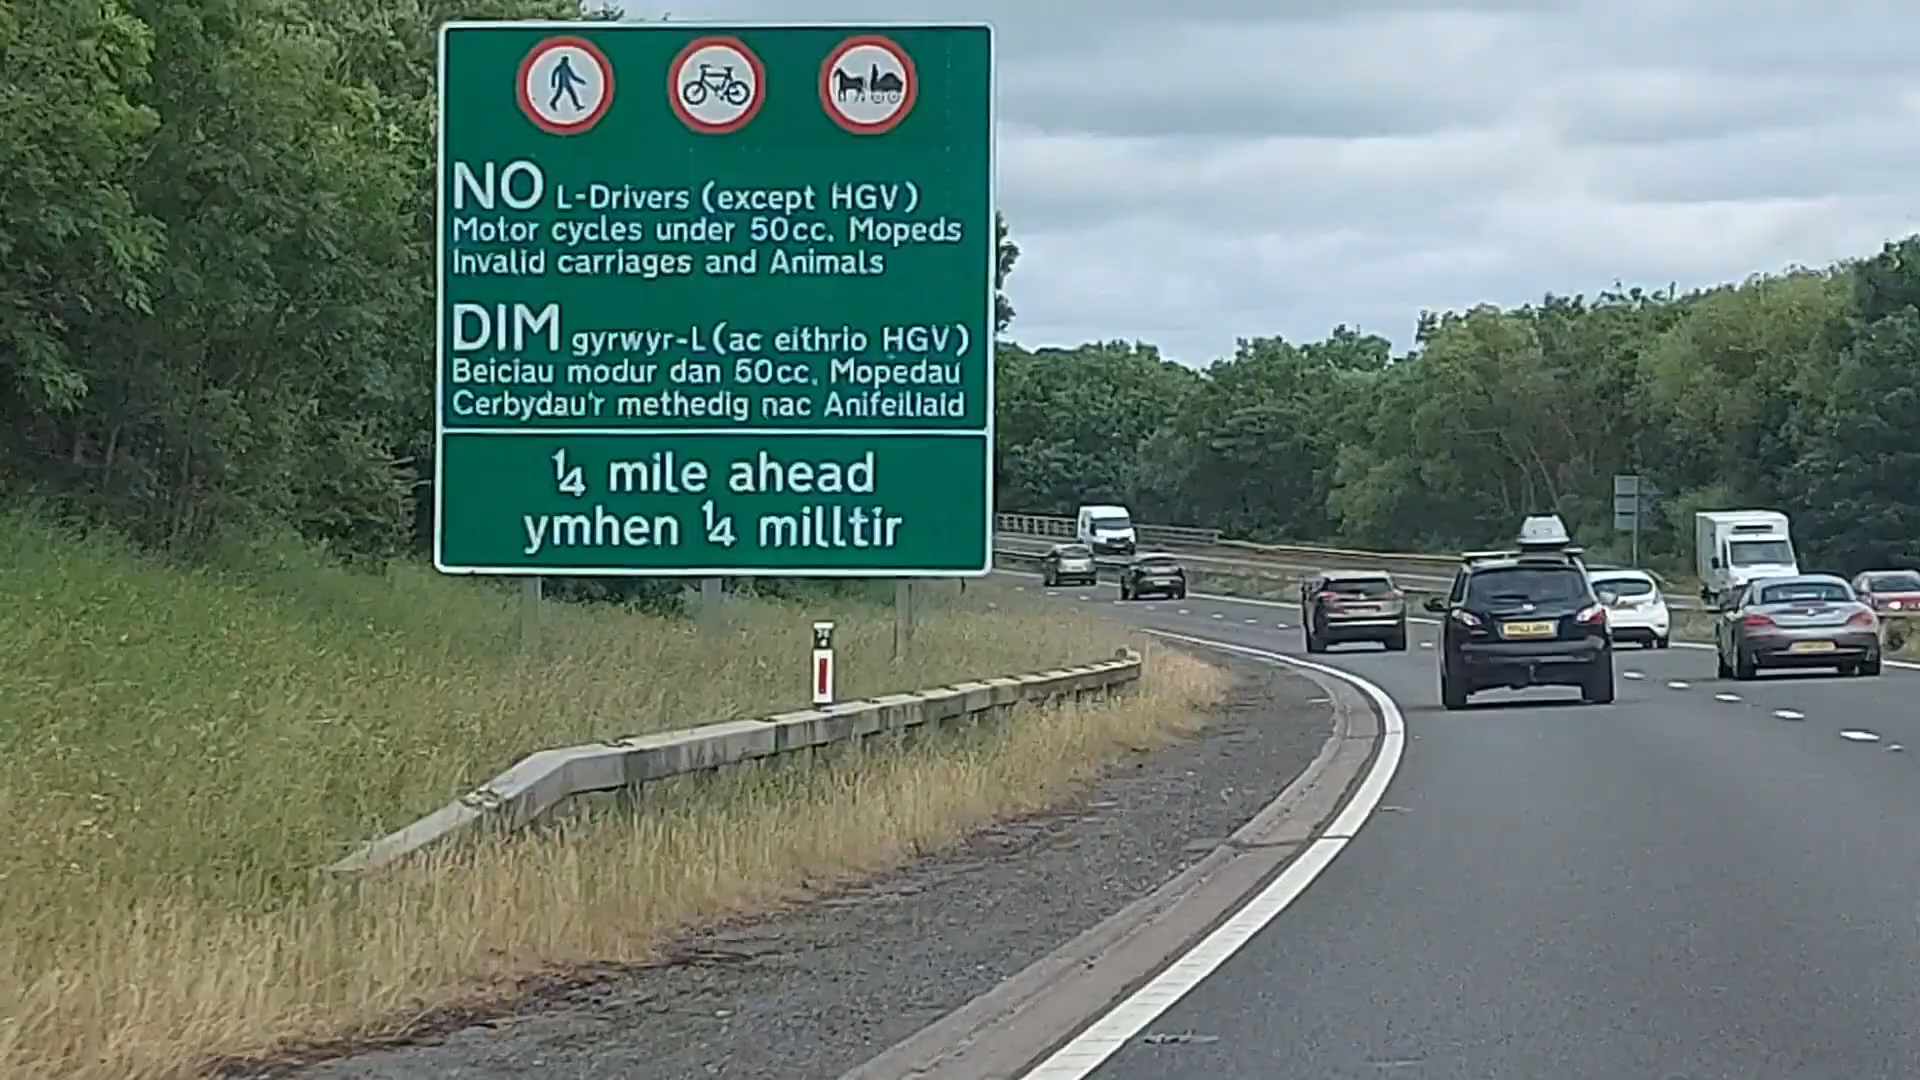 NO L-Drivers (except HGV)
Motor cycles under 50cc. Mopeds
Invalid carriages and Animals
DIM gyrwyr-L (ac eithrio HGV)
Beiciau modur dan 50cc. Mopedau
Cerbydau'r methedig nac Anifeiliaid
¼ mile ahead
ymhen ¼ milltir